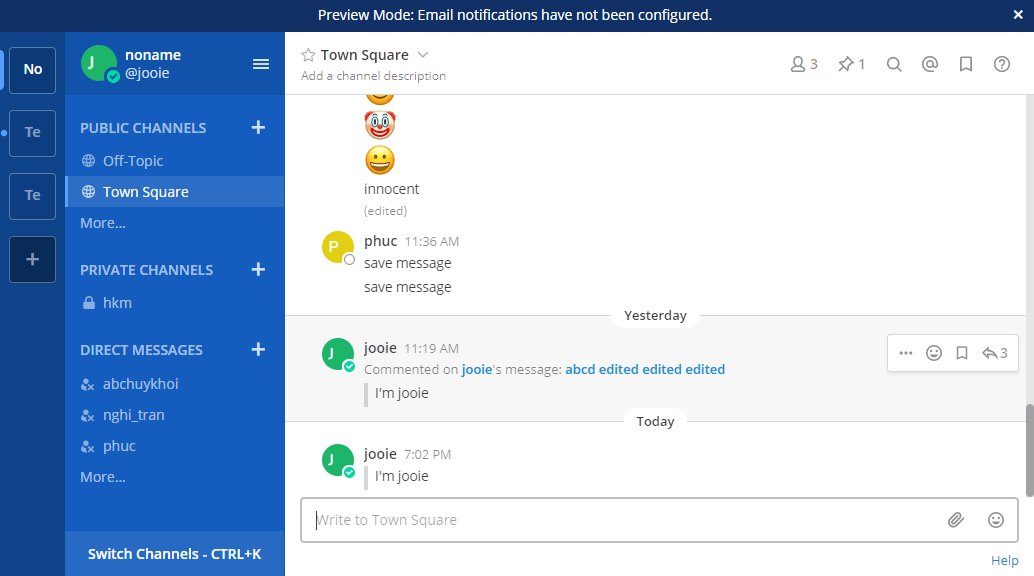 Preview Mode: Email notifications have not been configured.
No
Te
Te
J
noname
@jooie
PUBLIC CHANNELS
Off-Topic
Town Square
More...
PRIVATE CHANNELS
hkm
DIRECT MESSAGES
abchuykhoi
nghi_tran
phuc
More...
Switch Channels - CTRL+K
Town Square
Add a channel description
3
1
innocent
(edited)
P
phuc 11:36 AM
save message
save message
Yesterday
J
jooie 11:19 AM
Commented on jooie's message: abcd edited edited edited
I'm jooie
3
Today
J
jooie 7:02 PM
I'm jooie
Write to Town Square
Help